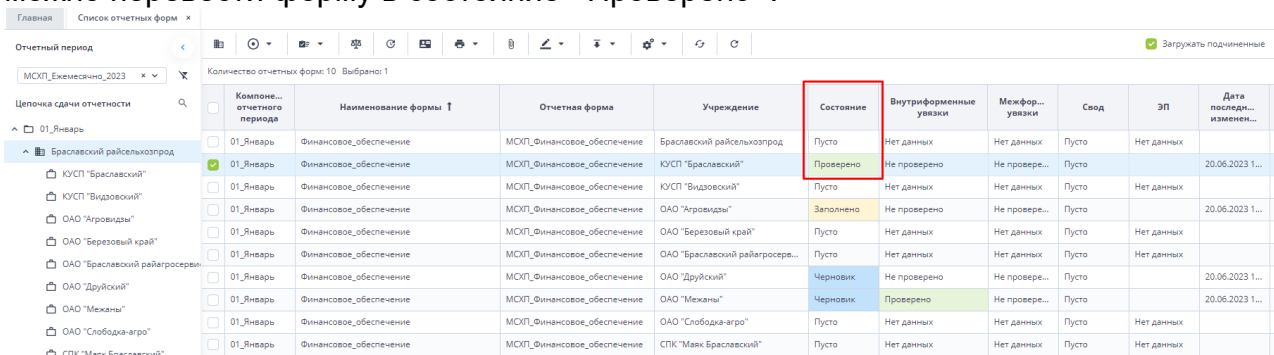 можно перевести форму в состояние "Проверено".
Главная Список отчетных форм ×
Отчетный период
МСХП_Ежемесячно_2023 ×
Загружать подчиненные
Количество отчетных форм: 10 Выбрано: 1
Цепочка сдачи отчетности
01_Январь
Браславский райсельхозпрод
КУСП "Браславский"
КУСП "Видзовский"
ОАО "Агровидзы"
ОАО "Березовый край"
ОАО "Браславский райагросерви
ОАО "Друйский"
ОАО "Межаны"
ОАО "Слободка-агро"
СПК "Маяк Браславский"
Компоне... отчетного периода Наименование формы Отчетная форма Учреждение Состояние Внутриформенные увязки Межфор... увязки Свод ЭП Дата последн... изменен...
01_Январь Финансовое_обеспечение МСХП_Финансовое_обеспечение Браславский райсельхозпрод Пусто Нет данных Нет данных Пусто Нет данных
01_Январь Финансовое_обеспечение МСХП_Финансовое_обеспечение КУСП "Браславский" Проверено Не проверено Не провере... Пусто 20.06.2023 1...
01_Январь Финансовое_обеспечение МСХП_Финансовое_обеспечение КУСП "Видзовский" Пусто Нет данных Нет данных Пусто Нет данных
01_Январь Финансовое_обеспечение МСХП_Финансовое_обеспечение ОАО "Агровидзы" Заполнено Не проверено Не провере... Пусто 20.06.2023 1...
01_Январь Финансовое_обеспечение МСХП_Финансовое_обеспечение ОАО "Березовый край" Пусто Нет данных Нет данных Пусто Нет данных
01_Январь Финансовое_обеспечение МСХП_Финансовое_обеспечение ОАО "Браславский райагросерв... Пусто Нет данных Нет данных Пусто Нет данных
01_Январь Финансовое_обеспечение МСХП_Финансовое_обеспечение ОАО "Друйский" Черновик Не проверено Не провере... Пусто 20.06.2023 1...
01_Январь Финансовое_обеспечение МСХП_Финансовое_обеспечение ОАО "Межаны" Черновик Проверено Не провере... Пусто 20.06.2023 1...
01_Январь Финансовое_обеспечение МСХП_Финансовое_обеспечение ОАО "Слободка-агро" Пусто Нет данных Нет данных Пусто Нет данных
01_Январь Финансовое_обеспечение МСХП_Финансовое_обеспечение СПК "Маяк Браславский" Пусто Нет данных Нет данных Пусто Нет данных